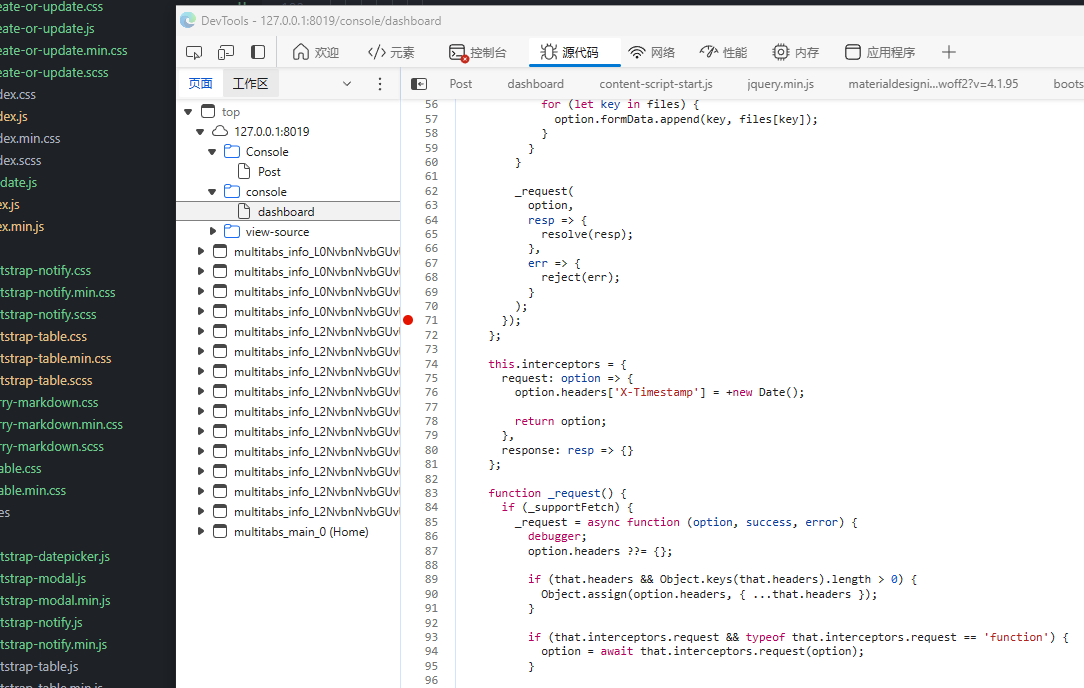 eate-or-update.css
eate-or-update.js
eate-or-update.min.css
eate-or-update.scss
dex.css
dex.js
dex.min.css
dex.scss
date.js
ex.js
ex.min.js
tstrap-notify.css
tstrap-notify.min.css
tstrap-notify.scss
tstrap-table.css
tstrap-table.min.css
tstrap-table.scss
rry-markdown.css
rry-markdown.min.css
rry-markdown.scss
able.css
able.min.css
es
tstrap-datepicker.js
tstrap-modal.js
tstrap-modal.min.js
tstrap-notify.js
tstrap-notify.min.js
tstrap-table.js
tstrap-table.min.js
DevTools - 127.0.0.1:8019/console/dashboard
欢迎 元素 控制台 源代码 网络 性能 内存 应用程序
页面 工作区
top
127.0.0.1:8019
Console
Post
console
dashboard
view-source
multitabs_info_L0NvbnNvbGUv
multitabs_info_L0NvbnNvbGUv
multitabs_info_L0NvbnNvbGUv
multitabs_info_L0NvbnNvbGUv
multitabs_info_L2NvbnNvbGUv
multitabs_info_L2NvbnNvbGUv
multitabs_info_L2NvbnNvbGUv
multitabs_info_L2NvbnNvbGUv
multitabs_info_L2NvbnNvbGUv
multitabs_info_L2NvbnNvbGUv
multitabs_info_L2NvbnNvbGUv
multitabs_info_L2NvbnNvbGUv
multitabs_info_L2NvbnNvbGUv
multitabs_info_L2NvbnNvbGUv
multitabs_main_0 (Home)
Post dashboard content-script-start.js jquery.min.js materialdesigni...woff2?v=4.1.95 boots
56 for (let key in files) {
57 option.formData.append(key, files[key]);
58 }
59 }
60 }
61
62 _request(
63 option,
64 resp => {
65 resolve(resp);
66 },
67 err => {
68 reject(err);
69 }
70 );
71 });
72 };
73
74 this.interceptors = {
75 request: option => {
76 option.headers['X-Timestamp'] = +new Date();
77
78 return option;
79 },
80 response: resp => {}
81 };
82
83 function _request() {
84 if (_supportFetch) {
85 _request = async function (option, success, error) {
86 debugger;
87 option.headers ??= {};
88
89 if (that.headers && Object.keys(that.headers).length > 0) {
90 Object.assign(option.headers, { ...that.headers });
91 }
92
93 if (that.interceptors.request && typeof that.interceptors.request == 'function') {
94 option = await that.interceptors.request(option);
95 }
96